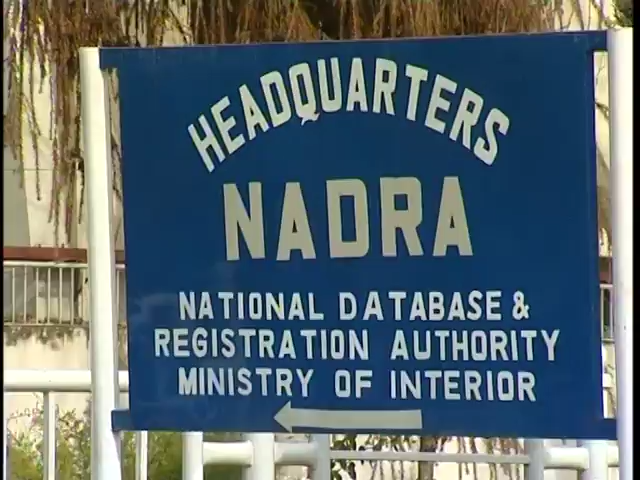 HEADQUARTERS
NADRA
NATIONAL DATABASE &
REGISTRATION AUTHORITY
MINISTRY OF INTERIOR